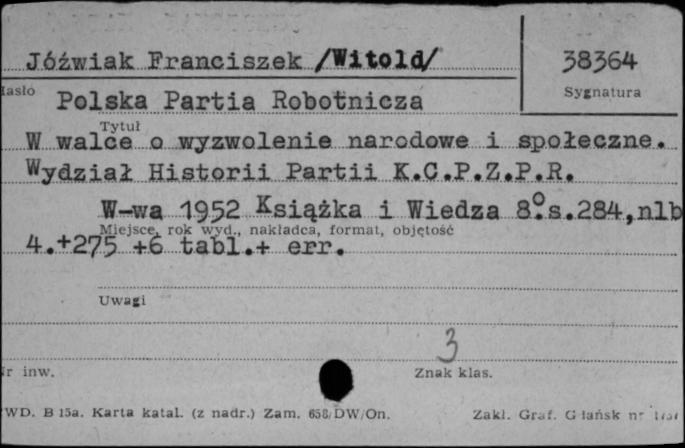 Jóźwiak Franciszek /Witold/ 38364
Hasło Sygnatura
Polska Partia Robotnicza
Tytuł
W walce o wyzwolenie narodowe i społeczne.
Wydział Historii Partii K.C.P.Z.P.R.
W-wa 1952 Książka i Wiedza 8° s.284,nlb
Miejsce, rok wyd., nakładca, format, objętość
4.+275 +6 tabl.+ err.
Uwagi
3
Nr inw. Znak klas.
WD. B 15a. Karta katal. (z nadr.) Zam. 658/DW/On. Zakł. Graf. Gdańsk nr